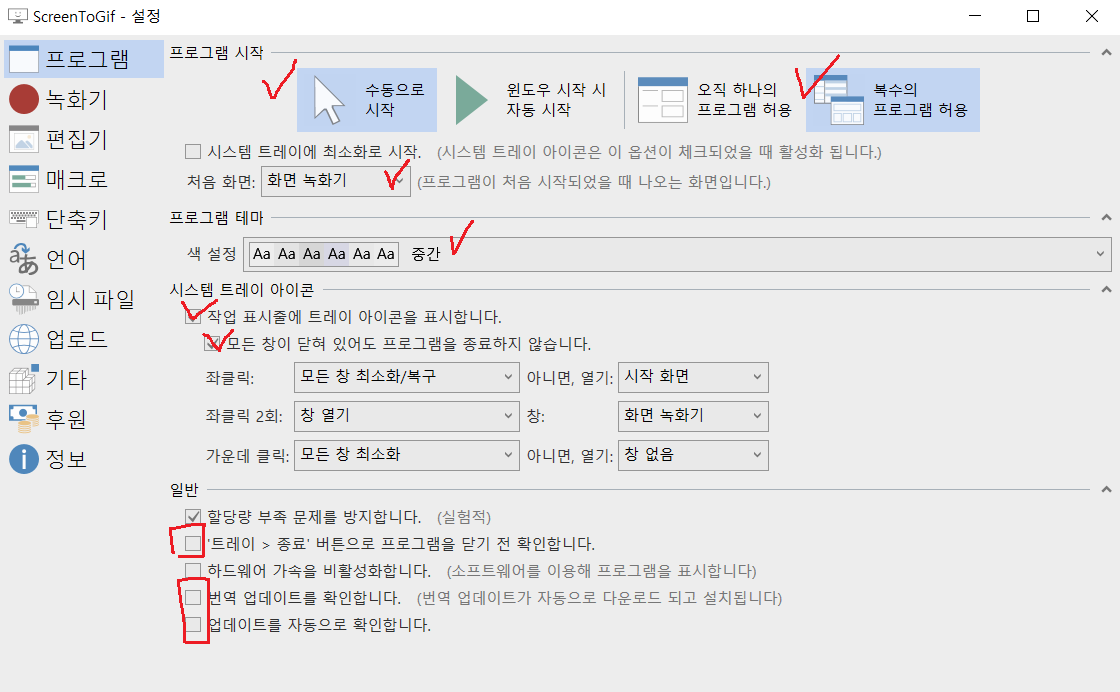 ScreenToGif - 설정
프로그램
녹화기
편집기
매크로
단축키
언어
임시 파일
업로드
기타
후원
정보
프로그램 시작
수동으로 시작
윈도우 시작 시 자동 시작
오직 하나의 프로그램 허용
복수의 프로그램 허용
시스템 트레이에 최소화로 시작. (시스템 트레이 아이콘은 이 옵션이 체크되었을 때 활성화 됩니다.)
처음 화면: 화면 녹화기 (프로그램이 처음 시작되었을 때 나오는 화면입니다.)
프로그램 테마
색 설정 Aa Aa Aa Aa Aa Aa 중간
시스템 트레이 아이콘
작업 표시줄에 트레이 아이콘을 표시합니다.
모든 창이 닫혀 있어도 프로그램을 종료하지 않습니다.
좌클릭: 모든 창 최소화/복구 아니면, 열기: 시작 화면
좌클릭 2회: 창 열기 창: 화면 녹화기
가운데 클릭: 모든 창 최소화 아니면, 열기: 창 없음
일반
할당량 부족 문제를 방지합니다. (실험적)
'트레이 > 종료' 버튼으로 프로그램을 닫기 전 확인합니다.
하드웨어 가속을 비활성화합니다. (소프트웨어를 이용해 프로그램을 표시합니다)
번역 업데이트를 확인합니다. (번역 업데이트가 자동으로 다운로드 되고 설치됩니다)
업데이트를 자동으로 확인합니다.